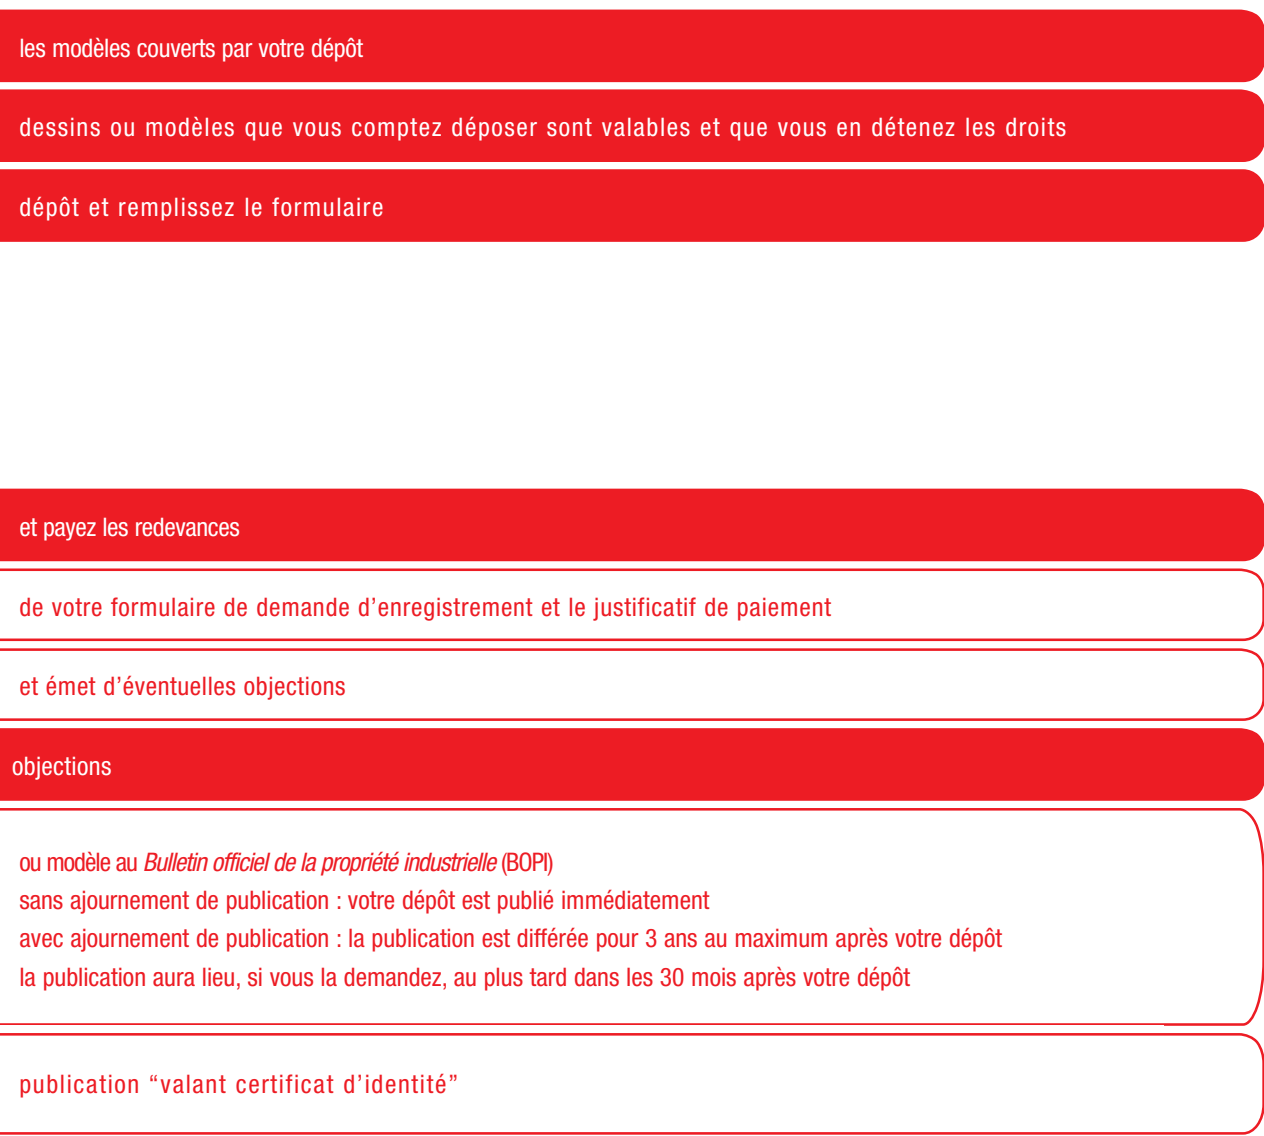 les modèles couverts par votre dépôt
dessins ou modèles que vous comptez déposer sont valables et que vous en détenez les droits
dépôt et remplissez le formulaire
et payez les redevances
de votre formulaire de demande d’enregistrement et le justificatif de paiement
et émet d’éventuelles objections
objections
ou modèle au Bulletin officiel de la propriété industrielle (BOPI)
sans ajournement de publication : votre dépôt est publié immédiatement
avec ajournement de publication : la publication est différée pour 3 ans au maximum après votre dépôt
la publication aura lieu, si vous la demandez, au plus tard dans les 30 mois après votre dépôt
publication “valant certificat d’identité”